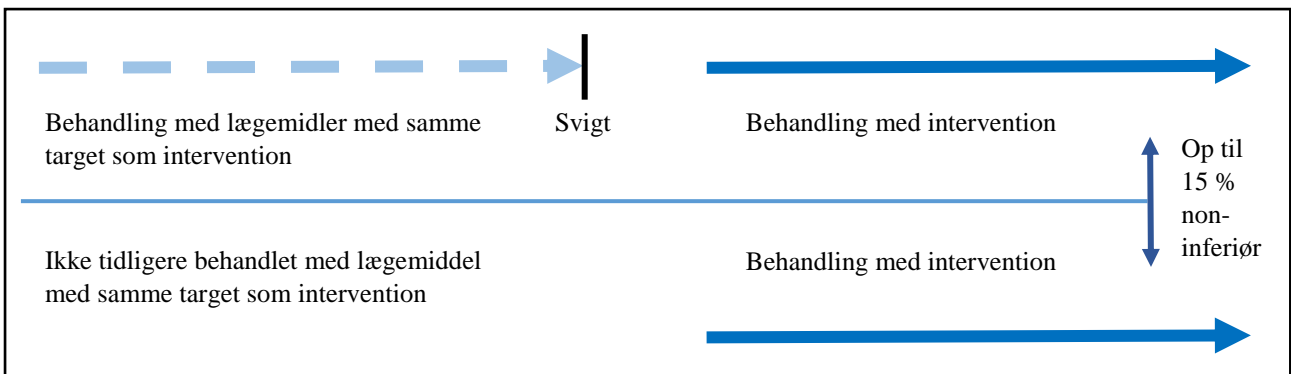 Behandling med lægemidler med samme
target som intervention
Svigt
Behandling med intervention
Op til
15 %
non-
inferiør
Ikke tidligere behandlet med lægemiddel
med samme target som intervention
Behandling med intervention